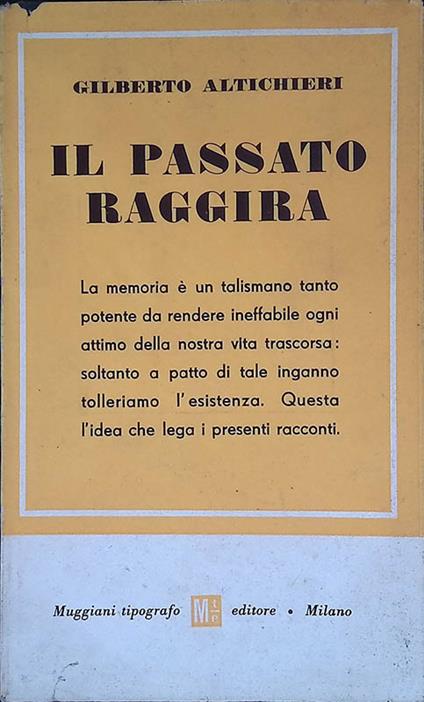 GILBERTO ALTICHIERI
IL PASSATO
RAGGIRA
La memoria è un talismano tanto
potente da rendere ineffabile ogni
attimo della nostra vita trascorsa:
soltanto a patto di tale inganno
tolleriamo l'esistenza. Questa
l'idea che lega i presenti racconti.
Muggiani tipografo Mt/e editore • Milano